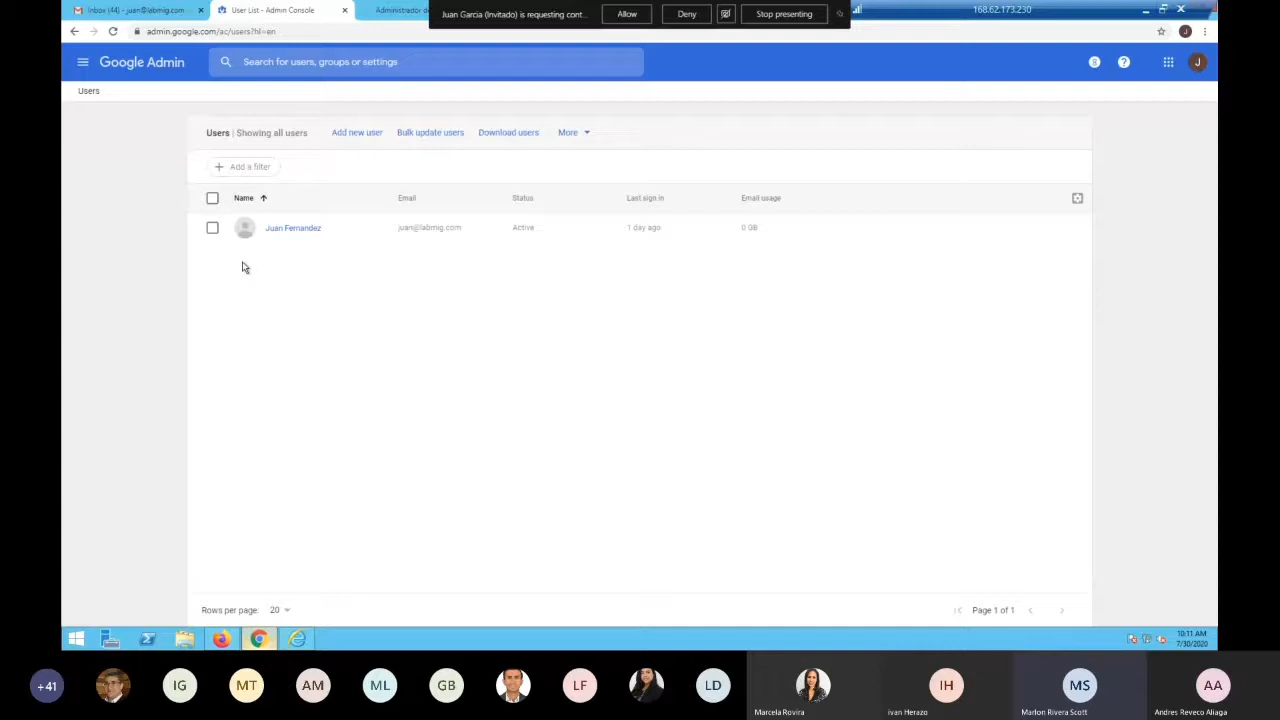 Inbox (44) - juan@labmig.com
User List - Admin Console
Administrador de
Juan Garcia (Invitado) is requesting cont...
Allow
Deny
Stop presenting
168.62.173.230
admin.google.com/ac/users?hl=en
J
Google Admin
Search for users, groups or settings
8
?
J
Users
Users | Showing all users
Add new user
Bulk update users
Download users
More
Add a filter
Name
Email
Status
Last sign in
Email usage
Juan Fernandez
juan@labmig.com
Active
1 day ago
0 GB
Rows per page: 20
Page 1 of 1
10:11 AM
7/30/2020
+41
IG
MT
AM
ML
GB
LF
LD
IH
MS
AA
Marcela Rovira
ivan Herazo
Marlon Rivera Scott
Andres Reveco Aliaga